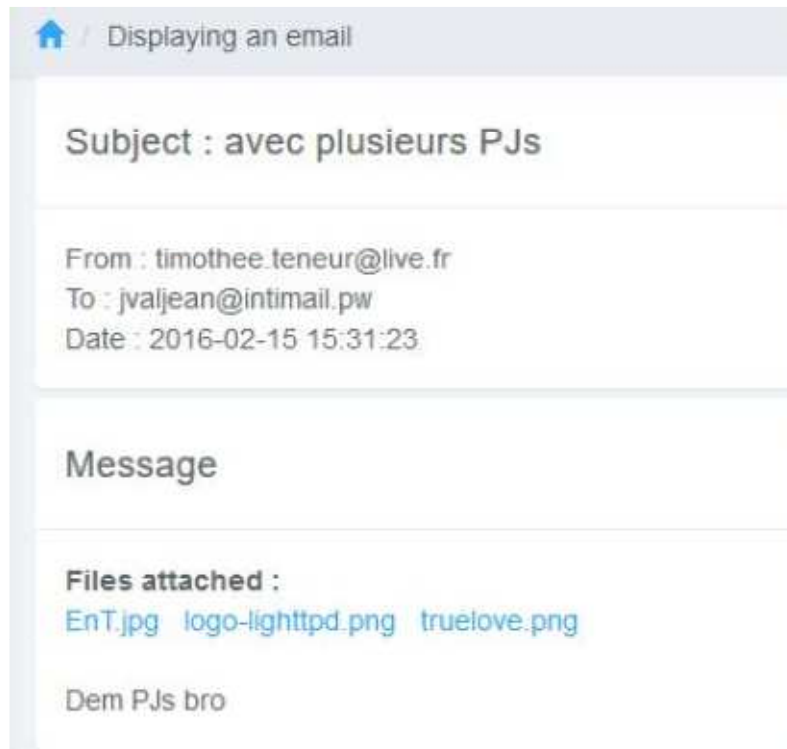 / Displaying an email
Subject : avec plusieurs PJs
From : timothee.teneur@live.fr
To : jvaljean@intimail.pw
Date : 2016-02-15 15:31:23
Message
Files attached :
EnT.jpg logo-lighttpd.png truelove.png
Dem PJs bro